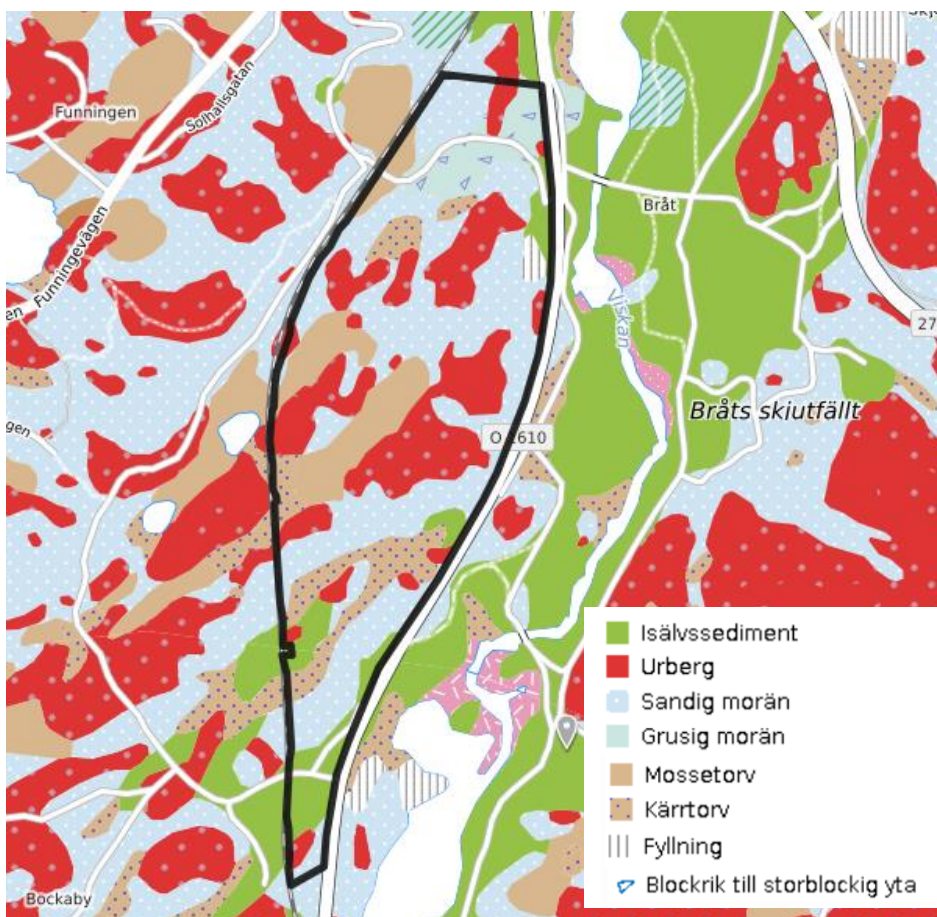 Funningen
Solhallsgatan
Funningevägen
en
gen
Bråt
Viskan
27
O 1610
Bråts skjutfällt
Bockaby
Isälvssediment
Urberg
Sandig morän
Grusig morän
Mossetorv
Kärrtorv
Fyllning
Blockrik till storblockig yta